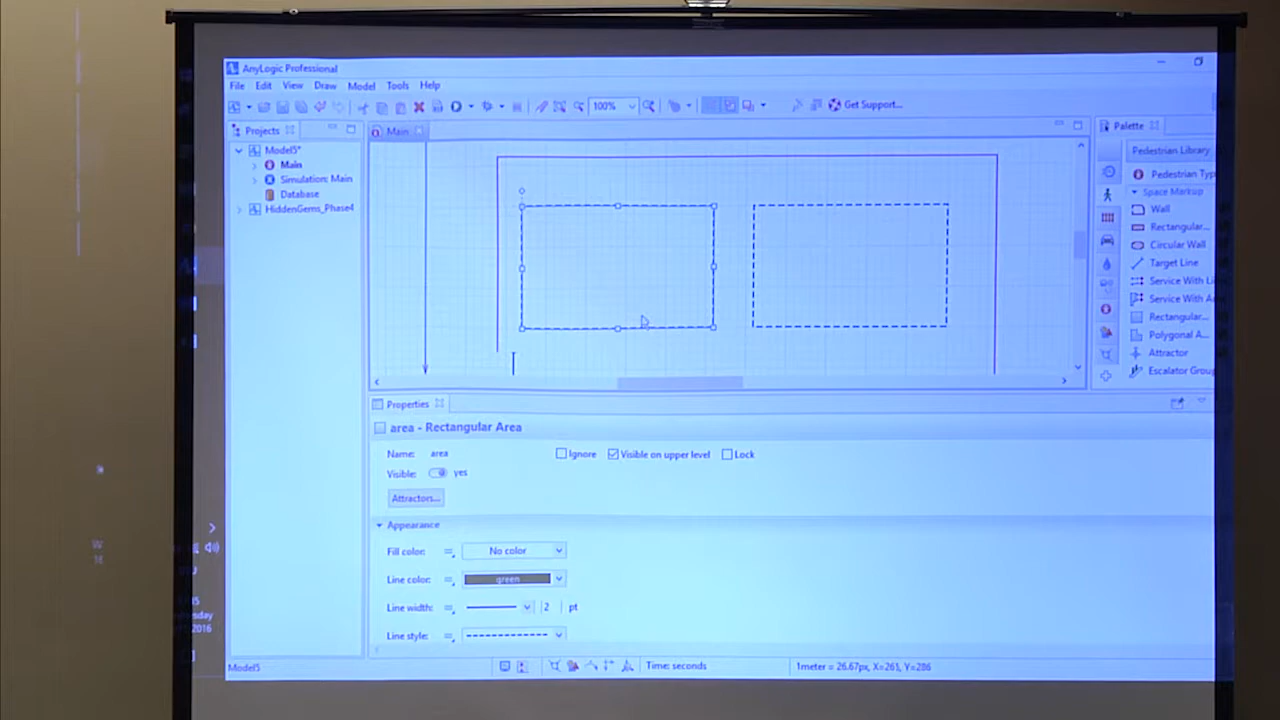 AnyLogic Professional
File Edit View Draw Model Tools Help
100% Get Support...
Projects
Model5*
Main
Simulation: Main
Database
HiddenGems_Phase4
Main
Palette
Pedestrian Library
Pedestrian Typ
Space Markup
Wall
Rectangular...
Circular Wall
Target Line
Service With Li
Service With A
Rectangular...
Polygonal A
Attractor
Escalator Grou
Properties
area - Rectangular Area
Name: area Ignore Visible on upper level Lock
Visible: yes
Attractors...
Appearance
Fill color: No color
Line color: green
Line width: 2 pt
Line style:
Model5 Time: seconds 1meter = 26.67px, X=261, Y=286
2016